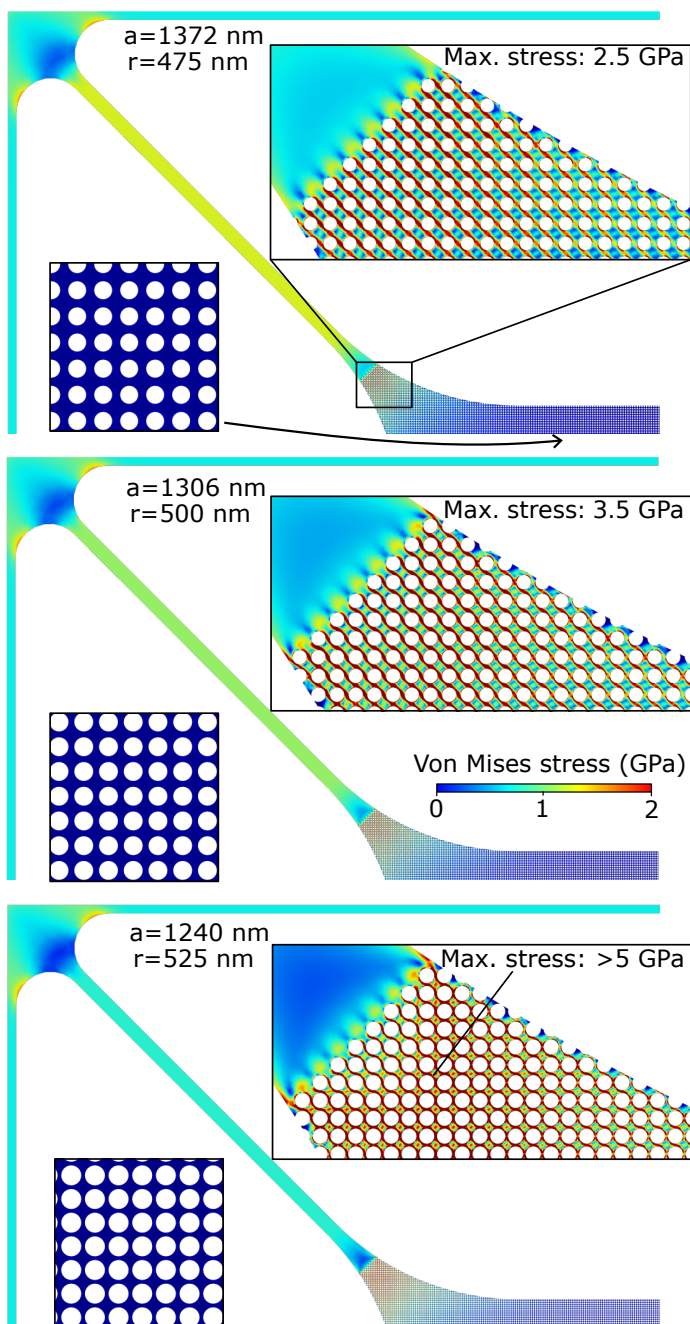 a=1372 nm
r=475 nm
Max. stress: 2.5 GPa
a=1306 nm
r=500 nm
Max. stress: 3.5 GPa
Von Mises stress (GPa)
0 1 2
a=1240 nm
r=525 nm
Max. stress: >5 GPa